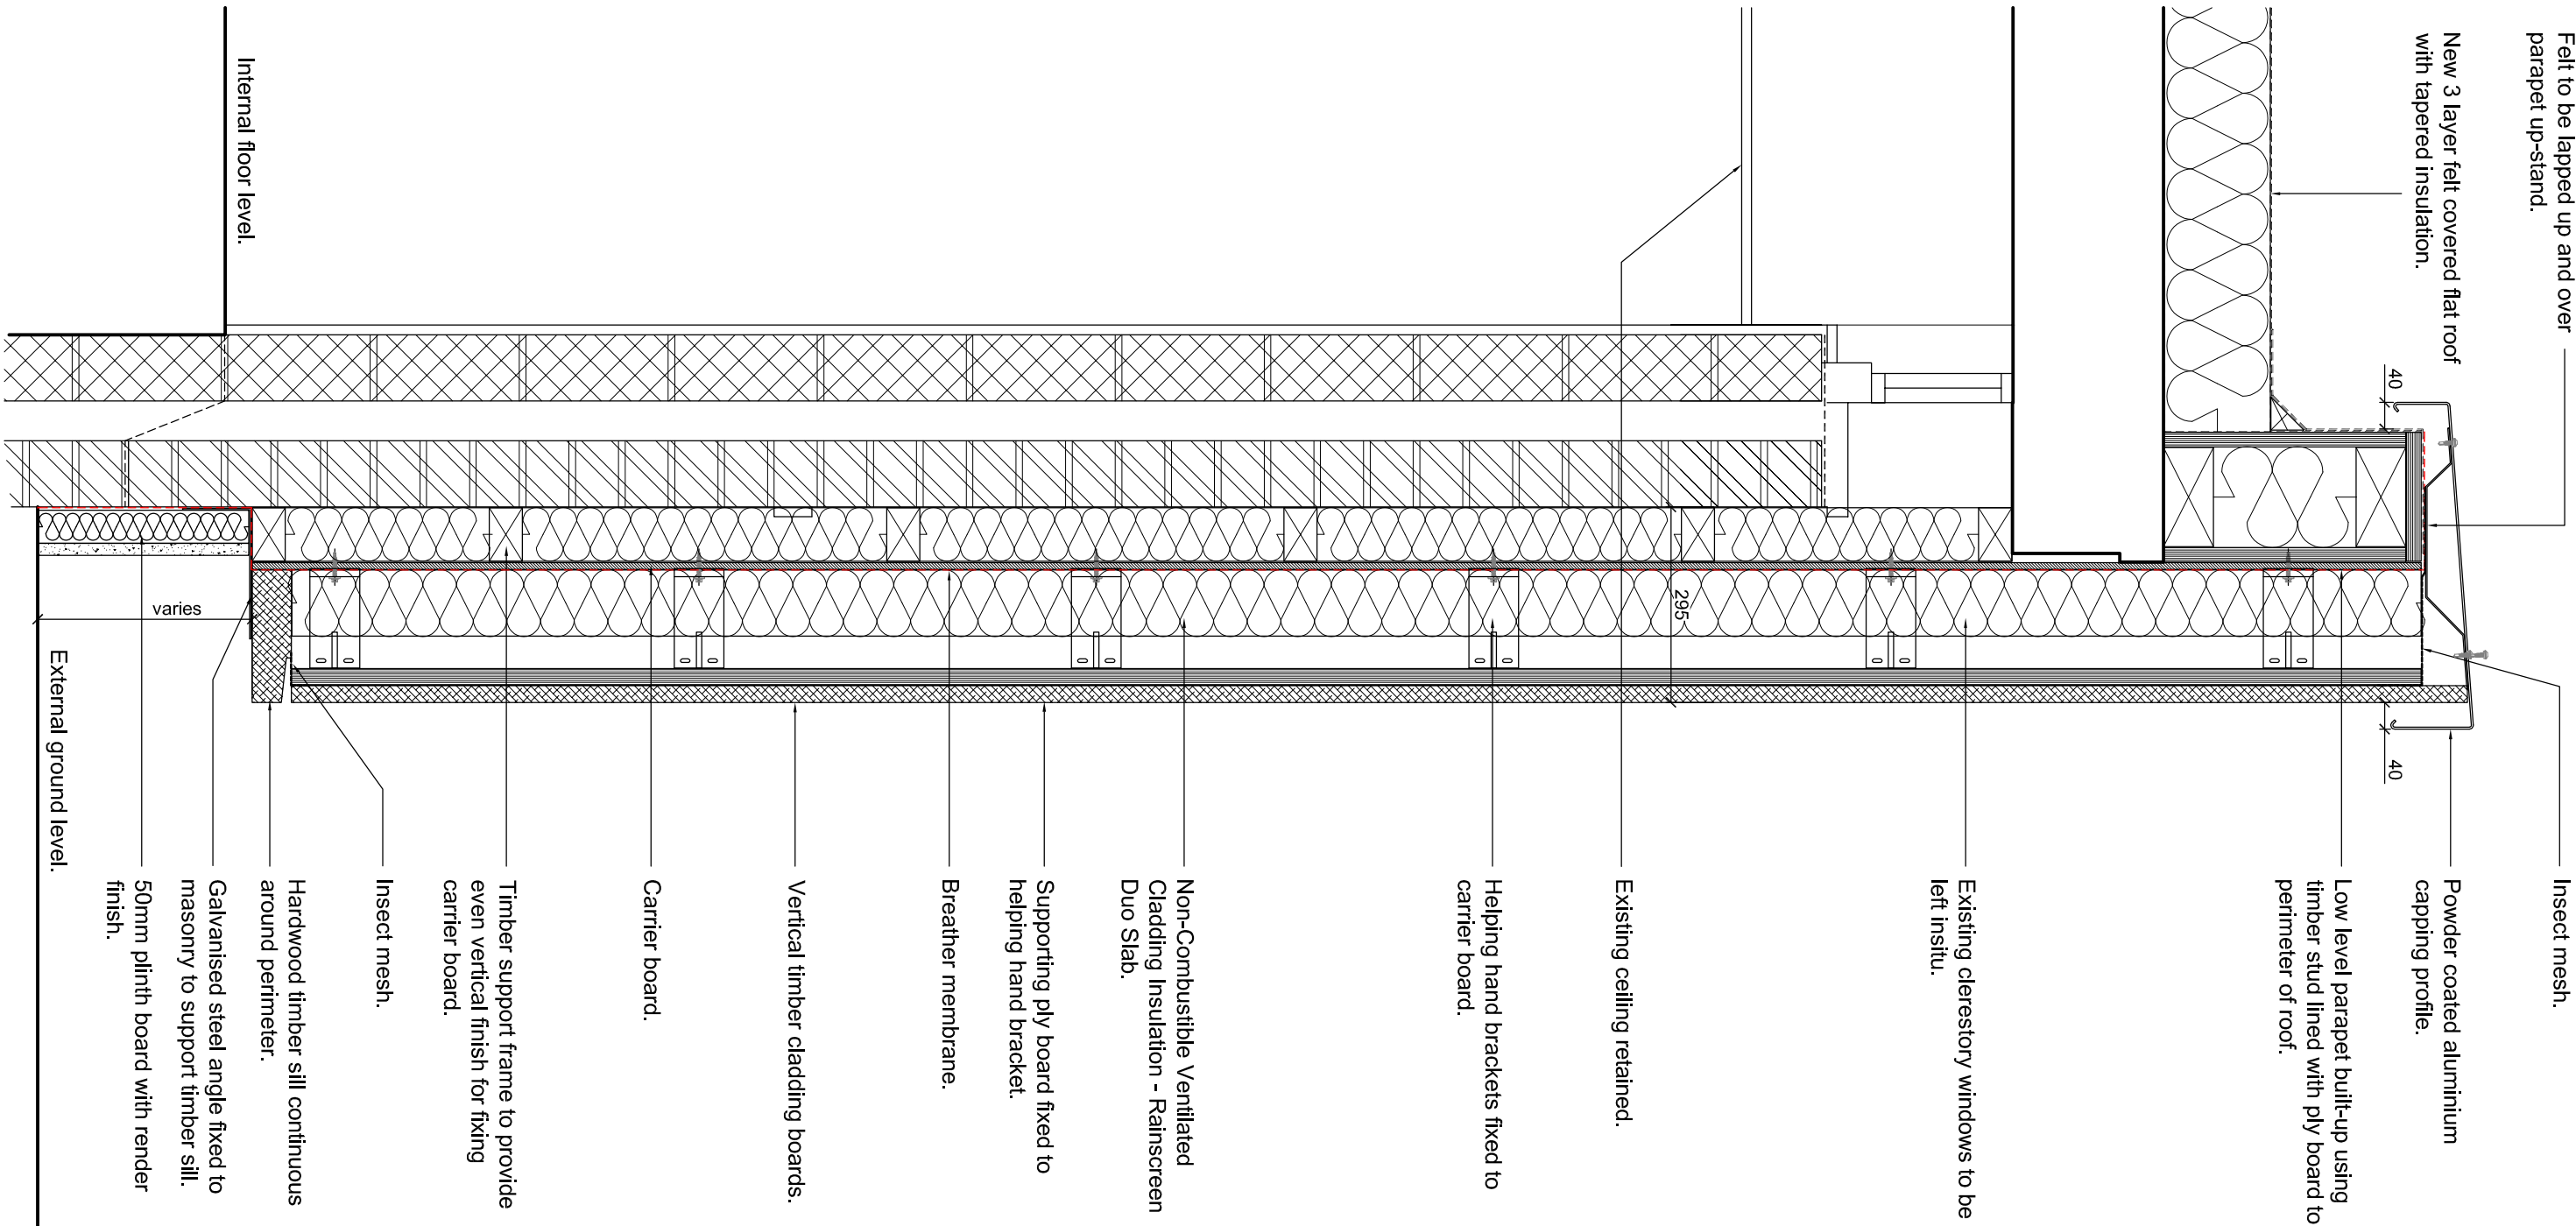 Felt to be lapped up and over
parapet up-stand.
New 3 layer felt covered flat roof
with tapered insulation.
40
40
Insect mesh.
Powder coated aluminium
capping profile.
Low level parapet built-up using
timber stud lined with ply board to
perimeter of roof.
Existing clerestory windows to be
left insitu.
Existing ceiling retained.
295
Helping hand brackets fixed to
carrier board.
Non-Combustible Ventilated
Cladding Insulation - Rainscreen
Duo Slab.
Supporting ply board fixed to
helping hand bracket.
Breather membrane.
Vertical timber cladding boards.
Carrier board.
Timber support frame to provide
even vertical finish for fixing
carrier board.
Insect mesh.
Hardwood timber sill continuous
around perimeter.
Galvanised steel angle fixed to
masonry to support timber sill.
50mm plinth board with render
finish.
Internal floor level.
varies
External ground level.